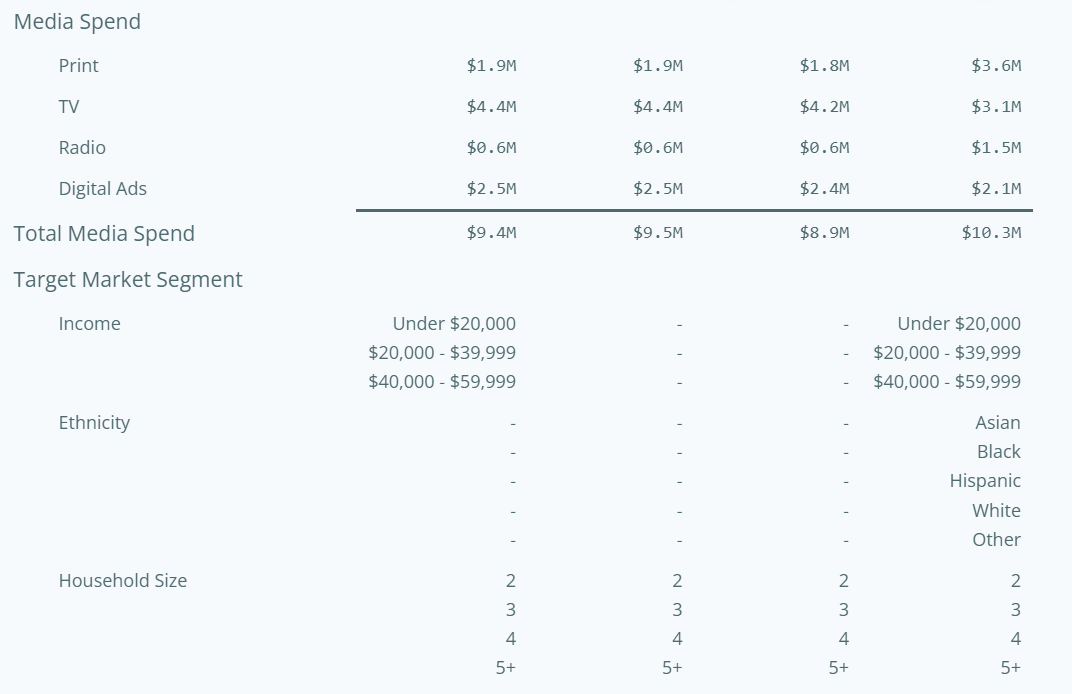 Media Spend
Print $1.9M $1.9M $1.8M $3.6M
TV $4.4M $4.4M $4.2M $3.1M
Radio $0.6M $0.6M $0.6M $1.5M
Digital Ads $2.5M $2.5M $2.4M $2.1M
Total Media Spend $9.4M $9.5M $8.9M $10.3M
Target Market Segment
Income Under $20,000 - - Under $20,000
$20,000 - $39,999 - - $20,000 - $39,999
$40,000 - $59,999 - - $40,000 - $59,999
Ethnicity - - - Asian
- - - Black
- - - Hispanic
- - - White
- - - Other
Household Size 2 2 2 2
3 3 3 3
4 4 4 4
5+ 5+ 5+ 5+